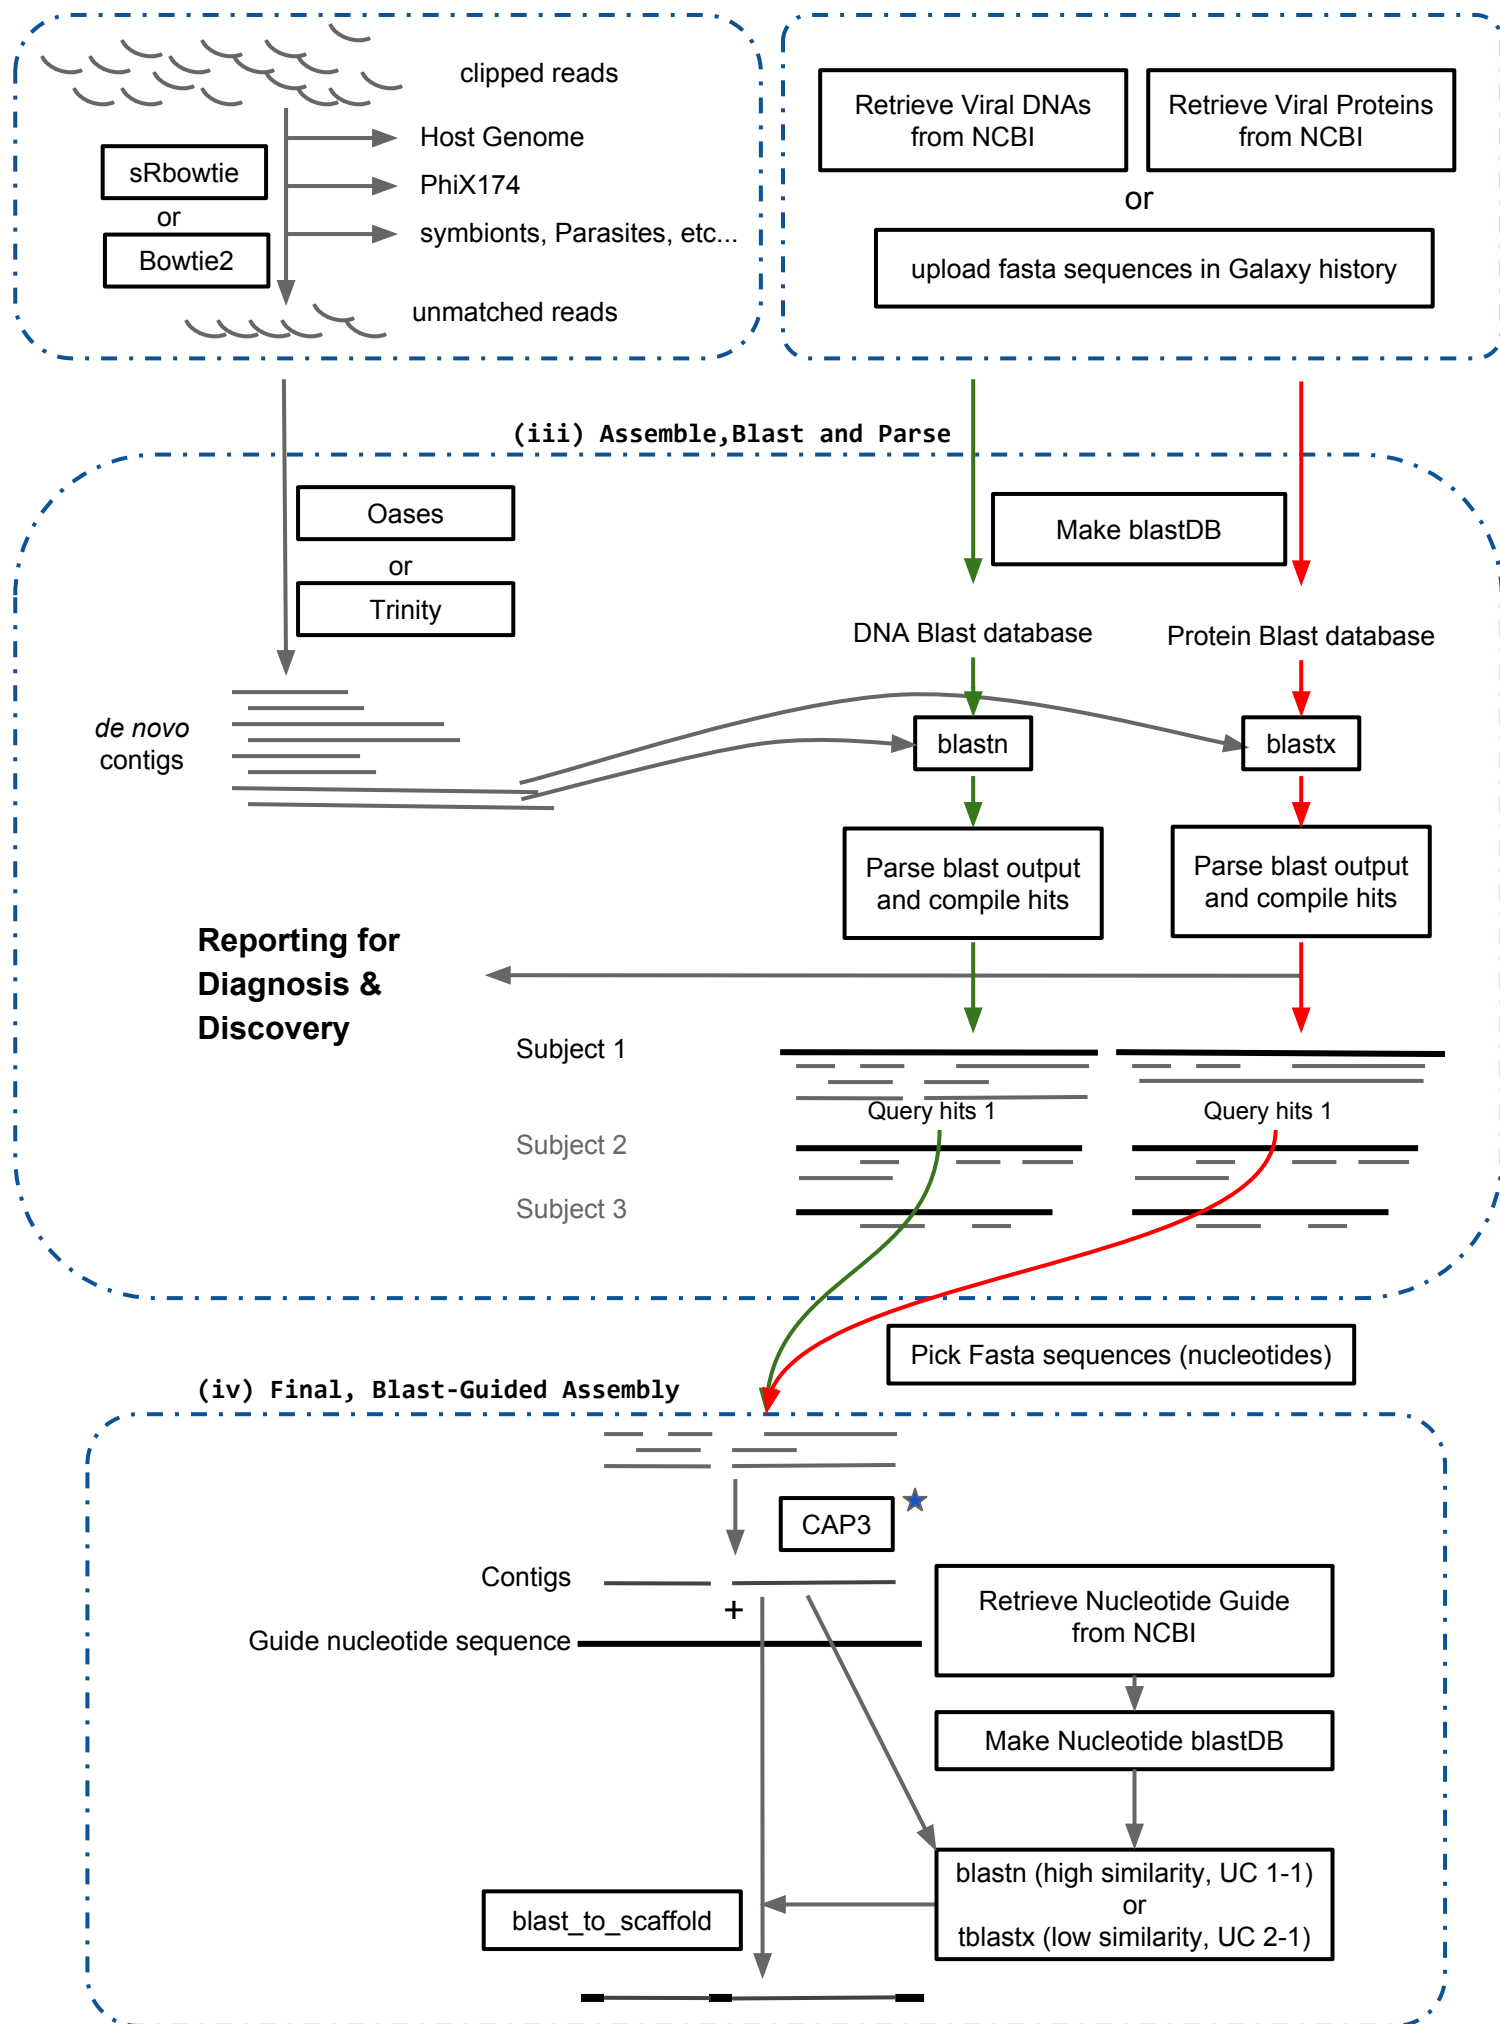 clipped reads
Host Genome
sRbowtie
PhiX174
or
symbionts, Parasites, etc...
Bowtie2
unmatched reads
Retrieve Viral DNAs
from NCBI
Retrieve Viral Proteins
from NCBI
or
upload fasta sequences in Galaxy history
(iii) Assemble,Blast and Parse
Oases
or
Trinity
Make blastDB
DNA Blast database
Protein Blast database
de novo
contigs
blastn
blastx
Parse blast output
and compile hits
Parse blast output
and compile hits
Reporting for
Diagnosis &
Discovery
Subject 1
Query hits 1
Query hits 1
Subject 2
Subject 3
Pick Fasta sequences (nucleotides)
(iv) Final, Blast-Guided Assembly
CAP3
Contigs
+
Guide nucleotide sequence
Retrieve Nucleotide Guide
from NCBI
Make Nucleotide blastDB
blastn (high similarity, UC 1-1)
or
tblastx (low similarity, UC 2-1)
blast_to_scaffold